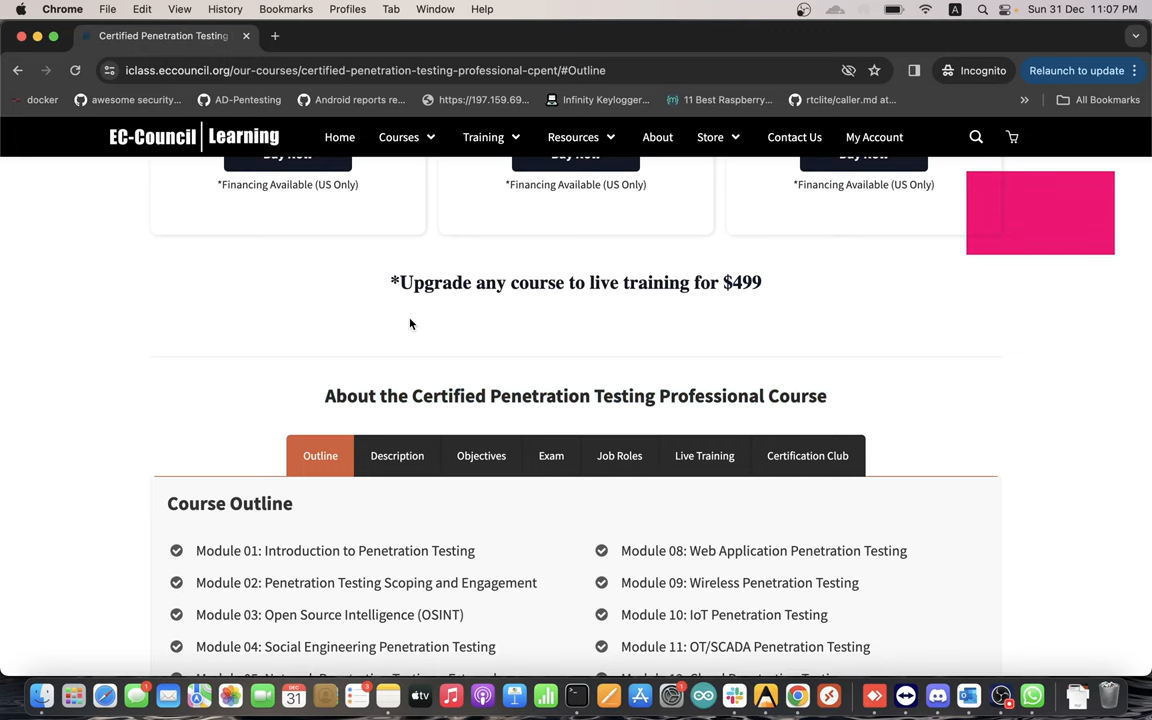 Chrome File Edit View History Bookmarks Profiles Tab Window Help A Sun 31 Dec 11:07 PM
Certified Penetration Testing
iclass.eccouncil.org/our-courses/certified-penetration-testing-professional-cpent/#Outline Incognito Relaunch to update
docker awesome security... AD-Pentesting Android reports re... https://197.159.69... Infinity Keylogger... 11 Best Raspberry... rtclite/caller.md at... All Bookmarks
EC-Council Learning Home Courses Training Resources About Store Contact Us My Account
Buy Now Buy Now Buy Now
*Financing Available (US Only) *Financing Available (US Only) *Financing Available (US Only)
*Upgrade any course to live training for $499
About the Certified Penetration Testing Professional Course
Outline Description Objectives Exam Job Roles Live Training Certification Club
Course Outline
Module 01: Introduction to Penetration Testing
Module 02: Penetration Testing Scoping and Engagement
Module 03: Open Source Intelligence (OSINT)
Module 04: Social Engineering Penetration Testing
Module 08: Web Application Penetration Testing
Module 09: Wireless Penetration Testing
Module 10: IoT Penetration Testing
Module 11: OT/SCADA Penetration Testing